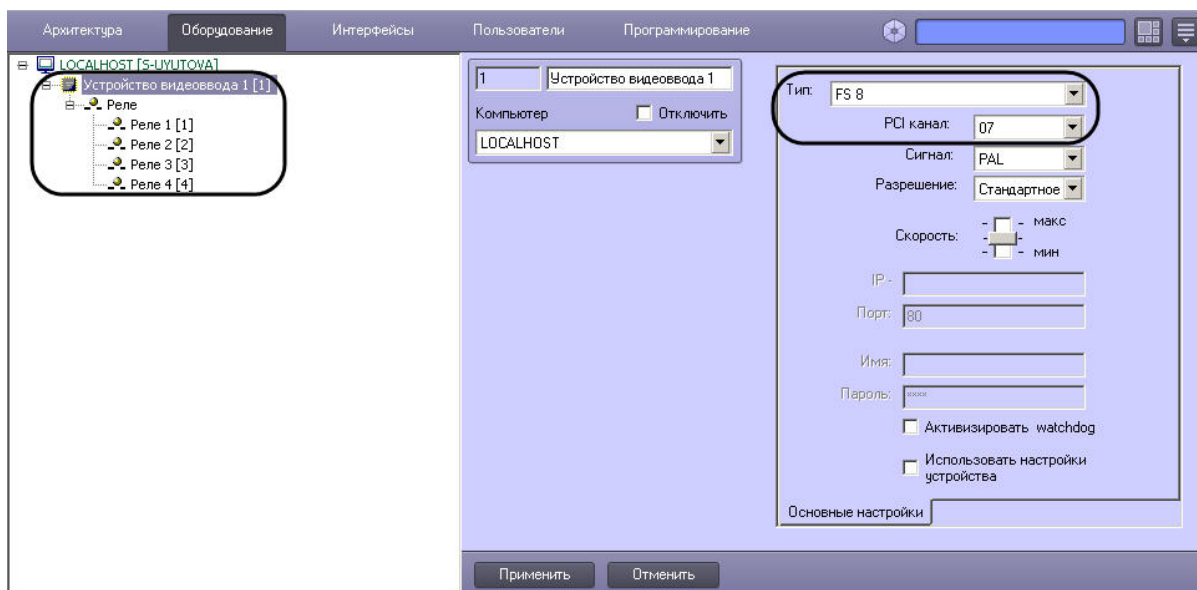 Архитектура Оборудование Интерфейсы Пользователи Программирование
LOCALHOST [S-UYUTOVA]
Устройство видеоввода 1 [1]
Реле
Реле 1 [1]
Реле 2 [2]
Реле 3 [3]
Реле 4 [4]
1 Устройство видеоввода 1
Компьютер Отключить
LOCALHOST
Тип: FS 8
PCI канал: 07
Сигнал: PAL
Разрешение: Стандартное
Скорость: макс
мин
IP -
Порт: 80
Имя:
Пароль: ****
Активизировать watchdog
Использовать настройки
устройства
Основные настройки
Применить Отменить